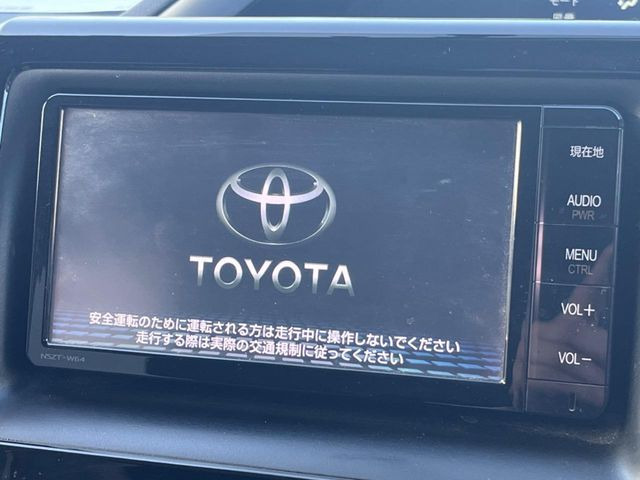 モード
現在地
AUDIO
PWR
TOYOTA
MENU
CTRL
VOL+
安全運転のために運転される方は走行中に操作しないでください
走行する際は実際の交通規制に従ってください
NSZT-W64
VOL−